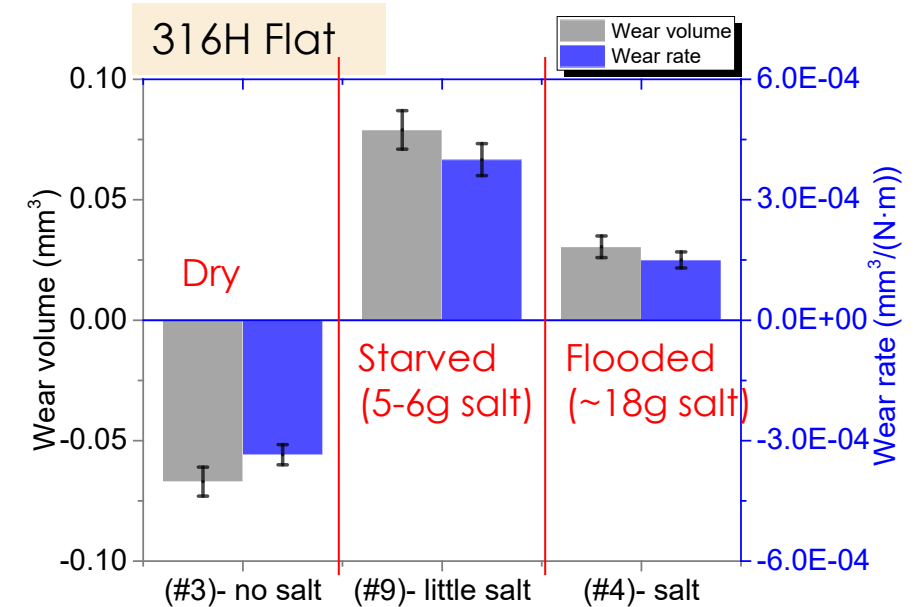 316H Flat
Wear volume
Wear rate
0.10
0.05
0.00
-0.05
-0.10
Wear volume (mm³)
6.0E-04
3.0E-04
0.0E+00
-3.0E-04
-6.0E-04
Wear rate (mm³/(N·m))
Dry
Starved
(5-6g salt)
Flooded
(~18g salt)
(#3)- no salt
(#9)- little salt
(#4)- salt